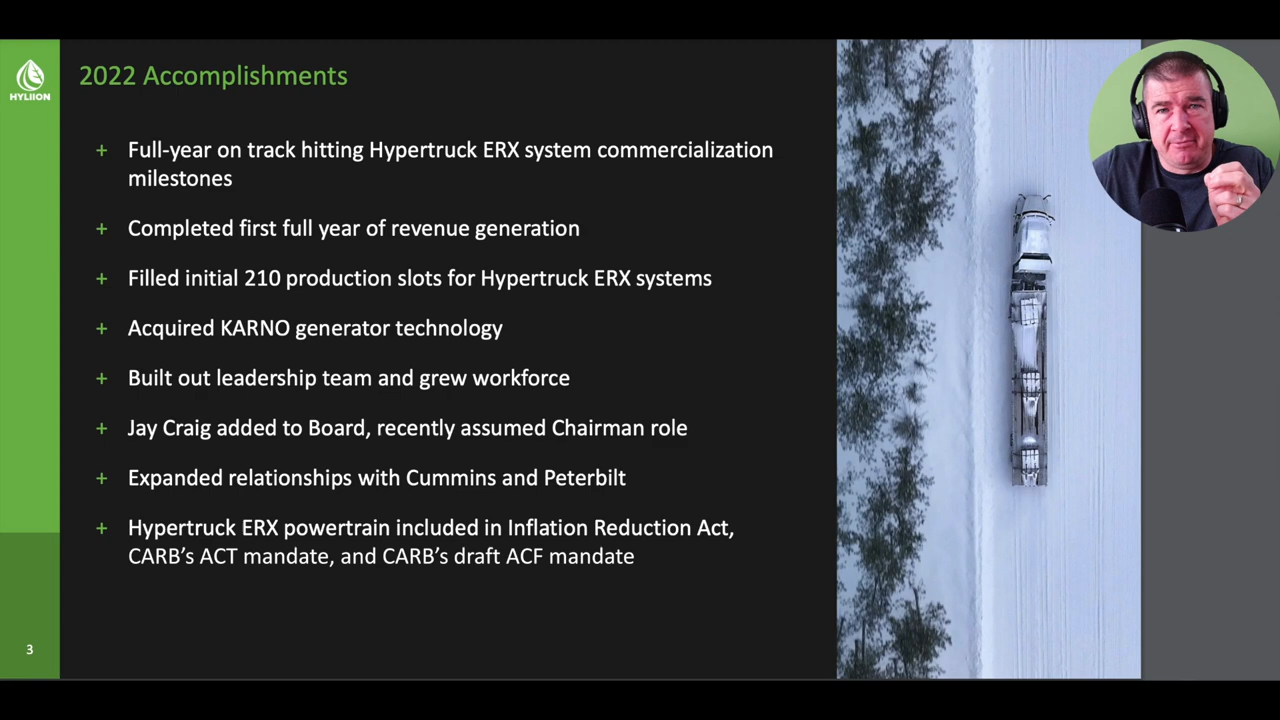 HYLIION
2022 Accomplishments
+ Full-year on track hitting Hypertruck ERX system commercialization
milestones
+ Completed first full year of revenue generation
+ Filled initial 210 production slots for Hypertruck ERX systems
+ Acquired KARNO generator technology
+ Built out leadership team and grew workforce
+ Jay Craig added to Board, recently assumed Chairman role
+ Expanded relationships with Cummins and Peterbilt
+ Hypertruck ERX powertrain included in Inflation Reduction Act,
CARB’s ACT mandate, and CARB’s draft ACF mandate
3